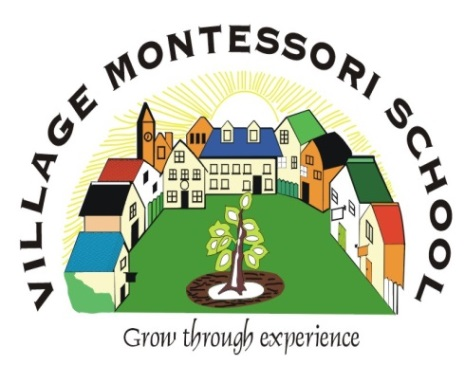 VILLAGE MONTESSORI SCHOOL
Grow through experience